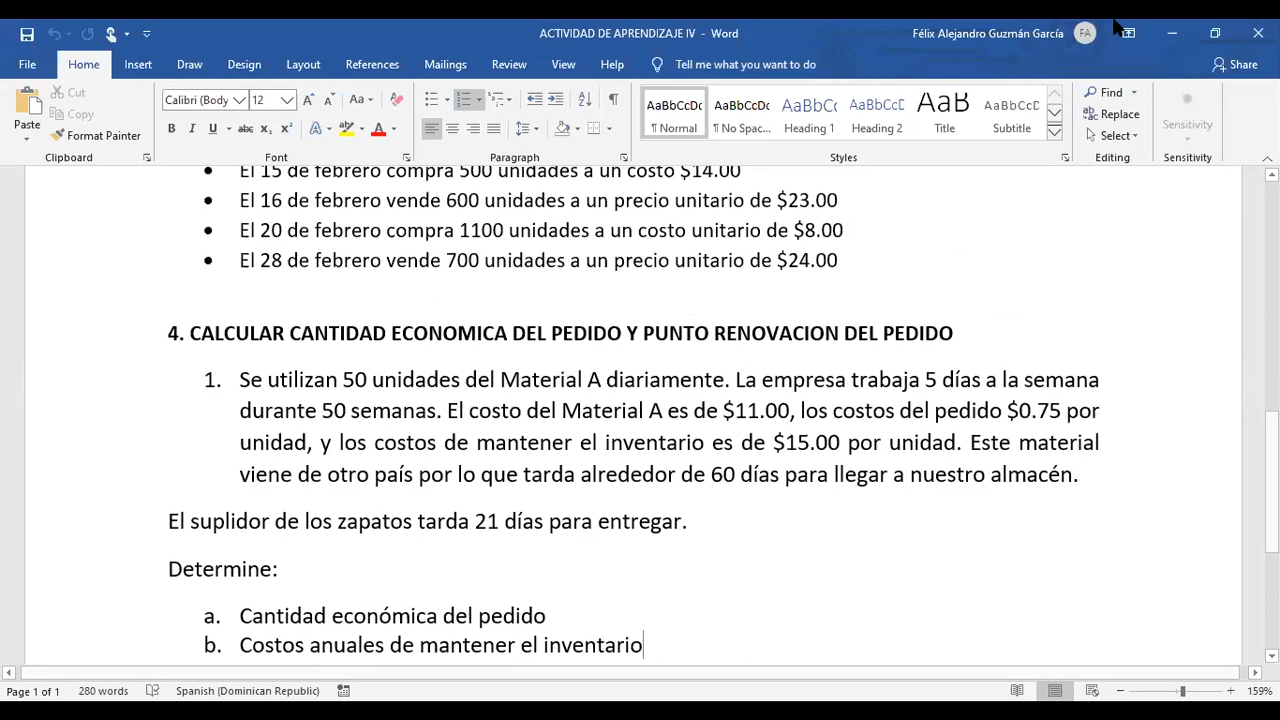 ACTIVIDAD DE APRENDIZAJE IV - Word
Félix Alejandro Guzmán García
FA
File Home Insert Draw Design Layout References Mailings Review View Help Tell me what you want to do Share
Paste
Cut
Copy
Format Painter
Clipboard
Calibri (Body 12
Font
Paragraph
AaBbCcDc AaBbCcDc AaBbCc AaBbCcD AaB AaBbCcD
¶ Normal ¶ No Spac... Heading 1 Heading 2 Title Subtitle
Styles
Find
Replace
Select
Editing
Sensitivity
Sensitivity
• El 15 de febrero compra 500 unidades a un costo $14.00
• El 16 de febrero vende 600 unidades a un precio unitario de $23.00
• El 20 de febrero compra 1100 unidades a un costo unitario de $8.00
• El 28 de febrero vende 700 unidades a un precio unitario de $24.00
4. CALCULAR CANTIDAD ECONOMICA DEL PEDIDO Y PUNTO RENOVACION DEL PEDIDO
1. Se utilizan 50 unidades del Material A diariamente. La empresa trabaja 5 días a la semana
durante 50 semanas. El costo del Material A es de $11.00, los costos del pedido $0.75 por
unidad, y los costos de mantener el inventario es de $15.00 por unidad. Este material
viene de otro país por lo que tarda alrededor de 60 días para llegar a nuestro almacén.
El suplidor de los zapatos tarda 21 días para entregar.
Determine:
a. Cantidad económica del pedido
b. Costos anuales de mantener el inventario
Page 1 of 1 280 words Spanish (Dominican Republic) 159%